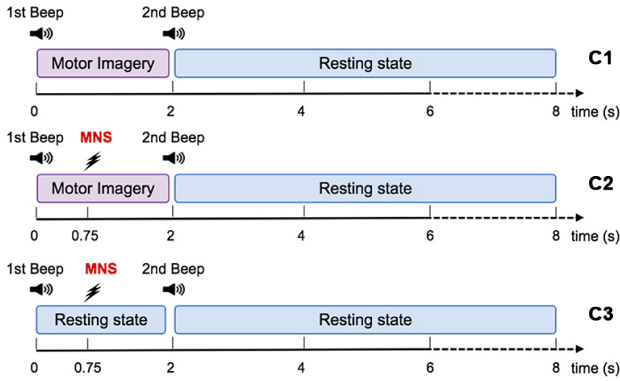 1st Beep 2nd Beep
Motor Imagery Resting state C1
0 2 4 6 8 time (s)
1st Beep MNS 2nd Beep
Motor Imagery Resting state C2
0 0.75 2 4 6 8 time (s)
1st Beep MNS 2nd Beep
Resting state Resting state C3
0 0.75 2 4 6 8 time (s)